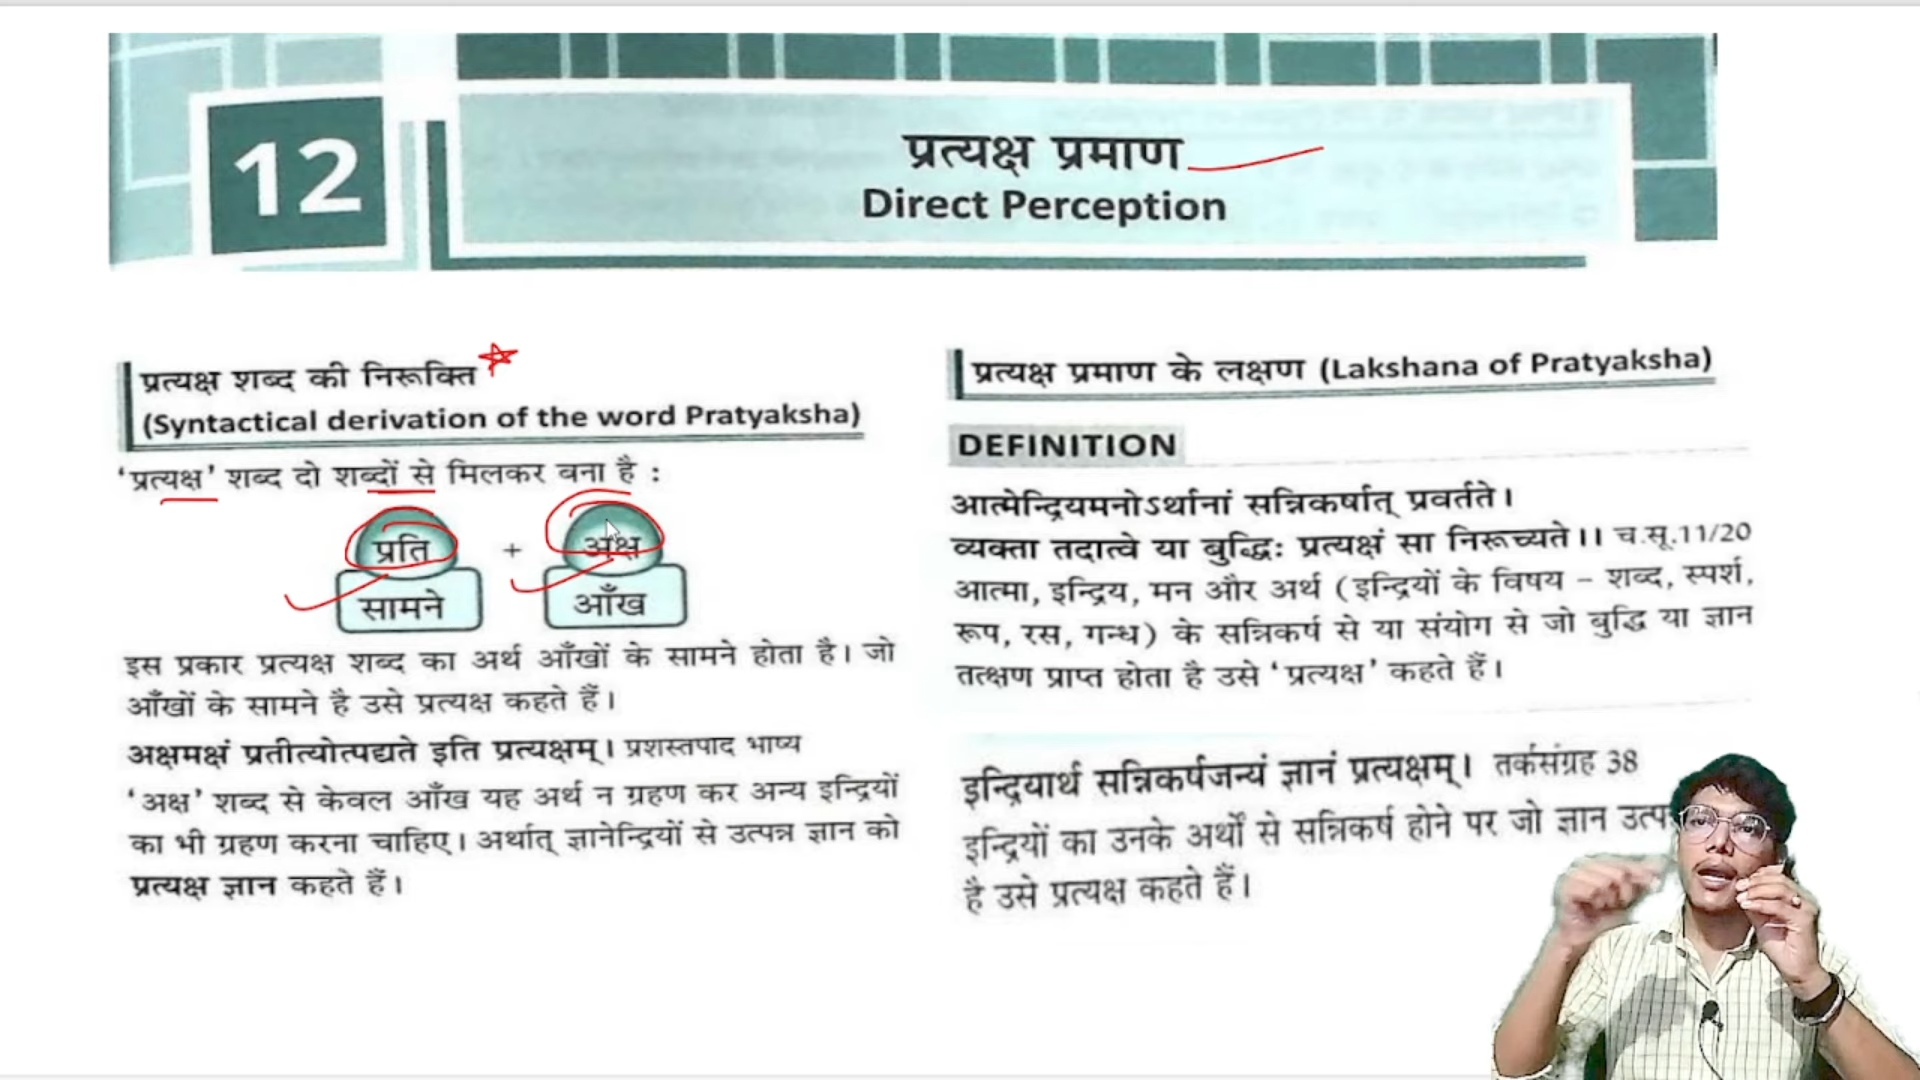 12
प्रत्यक्ष प्रमाण
Direct Perception
प्रत्यक्ष शब्द की निरूक्ति
(Syntactical derivation of the word Pratyaksha)
‘प्रत्यक्ष’ शब्द दो शब्दों से मिलकर बना है :
प्रति + अक्ष
सामने आँख
इस प्रकार प्रत्यक्ष शब्द का अर्थ आँखों के सामने होता है। जो
आँखों के सामने है उसे प्रत्यक्ष कहते हैं।
अक्षमक्षं प्रतीत्योत्पद्यते इति प्रत्यक्षम्। प्रशस्तपाद भाष्य
‘अक्ष’ शब्द से केवल आँख यह अर्थ न ग्रहण कर अन्य इन्द्रियों
का भी ग्रहण करना चाहिए। अर्थात् ज्ञानेन्द्रियों से उत्पन्न ज्ञान को
प्रत्यक्ष ज्ञान कहते हैं।
प्रत्यक्ष प्रमाण के लक्षण (Lakshana of Pratyaksha)
DEFINITION
आत्मेन्द्रियमनोऽर्थानां सन्निकर्षात् प्रवर्तते।
व्यक्ता तदात्वे या बुद्धिः प्रत्यक्षं सा निरूच्यते।। च.सू.11/20
आत्मा, इन्द्रिय, मन और अर्थ (इन्द्रियों के विषय – शब्द, स्पर्श,
रूप, रस, गन्ध) के सन्निकर्ष से या संयोग से जो बुद्धि या ज्ञान
तत्क्षण प्राप्त होता है उसे ‘प्रत्यक्ष’ कहते हैं।
इन्द्रियार्थ सन्निकर्षजन्यं ज्ञानं प्रत्यक्षम्। तर्कसंग्रह 38
इन्द्रियों का उनके अर्थों से सन्निकर्ष होने पर जो ज्ञान
है उसे प्रत्यक्ष कहते हैं।